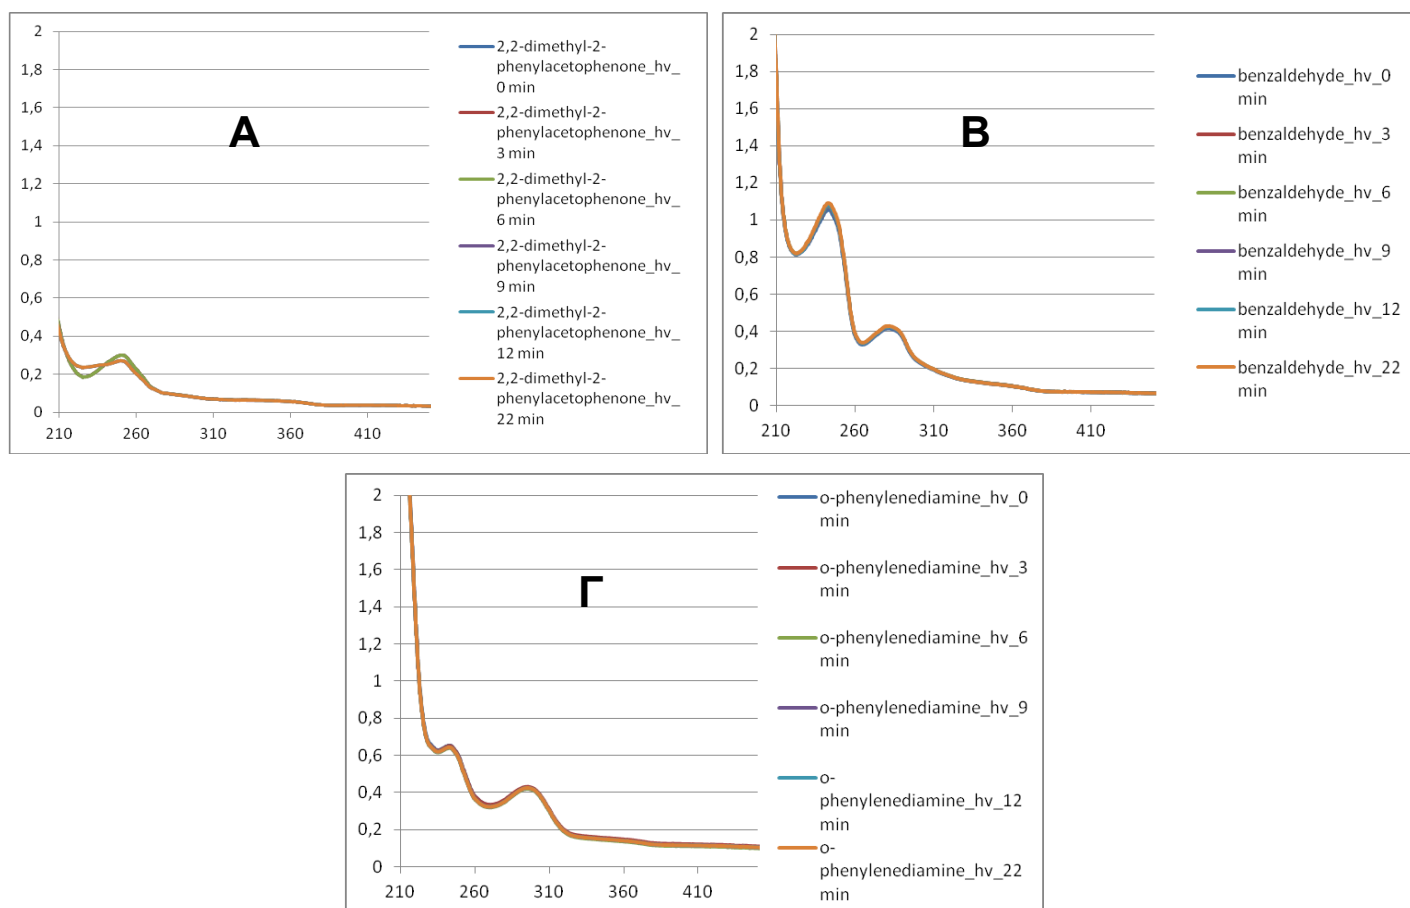 2
1,8
1,6
1,4
1,2
1
0,8
0,6
0,4
0,2
0
210 260 310 360 410
A
2,2-dimethyl-2-
phenylacetophenone_hv_
0 min
2,2-dimethyl-2-
phenylacetophenone_hv_
3 min
2,2-dimethyl-2-
phenylacetophenone_hv_
6 min
2,2-dimethyl-2-
phenylacetophenone_hv_
9 min
2,2-dimethyl-2-
phenylacetophenone_hv_
12 min
2,2-dimethyl-2-
phenylacetophenone_hv_
22 min
2
1,8
1,6
1,4
1,2
1
0,8
0,6
0,4
0,2
0
210 260 310 360 410
B
benzaldehyde_hv_0
min
benzaldehyde_hv_3
min
benzaldehyde_hv_6
min
benzaldehyde_hv_9
min
benzaldehyde_hv_12
min
benzaldehyde_hv_22
min
2
1,8
1,6
1,4
1,2
1
0,8
0,6
0,4
0,2
0
210 260 310 360 410
Γ
o-phenylenediamine_hv_0
min
o-phenylenediamine_hv_3
min
o-phenylenediamine_hv_6
min
o-phenylenediamine_hv_9
min
o-
phenylenediamine_hv_12
min
o-
phenylenediamine_hv_22
min